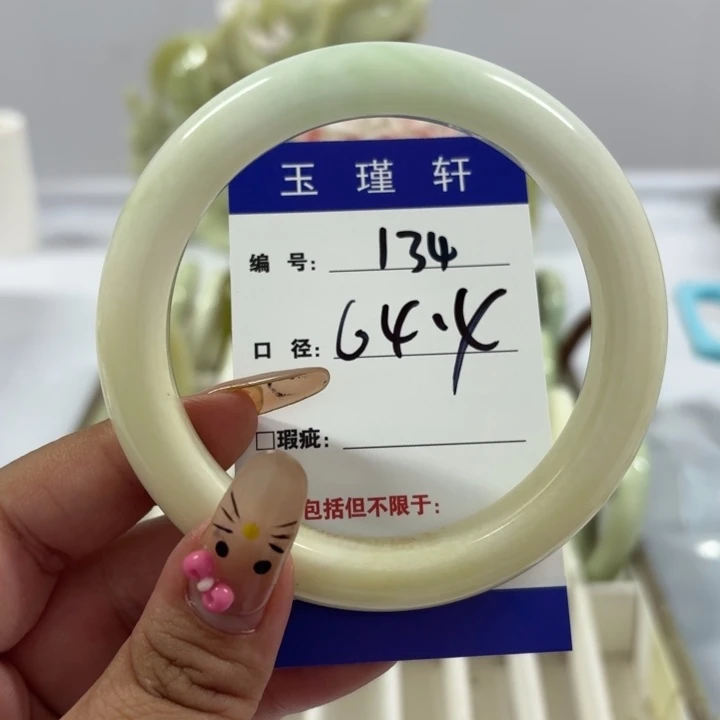 玉瑾轩
编号: 134
口径: 64.4
□瑕疵:
包括但不限于: